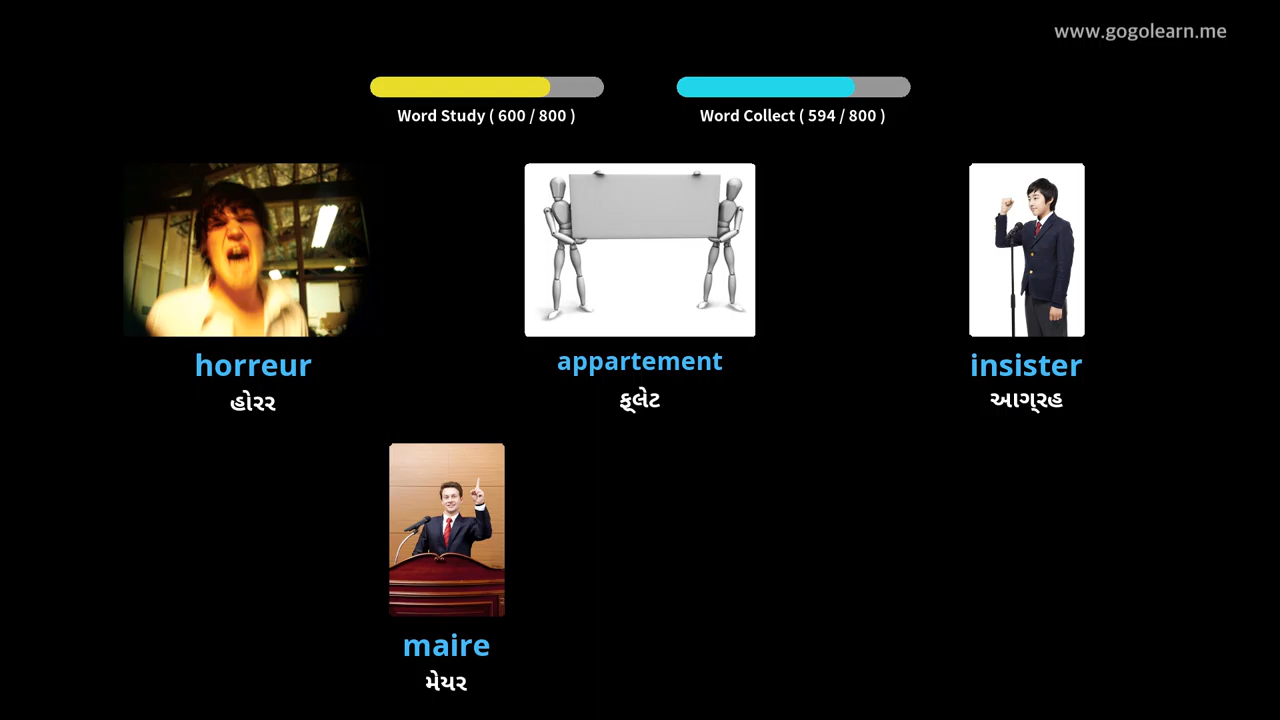 www.gogolearn.me
Word Study ( 600 / 800 )
Word Collect ( 594 / 800 )
horreur
હોરર
appartement
ફ્લેટ
insister
આગ્રહ
maire
મેયર